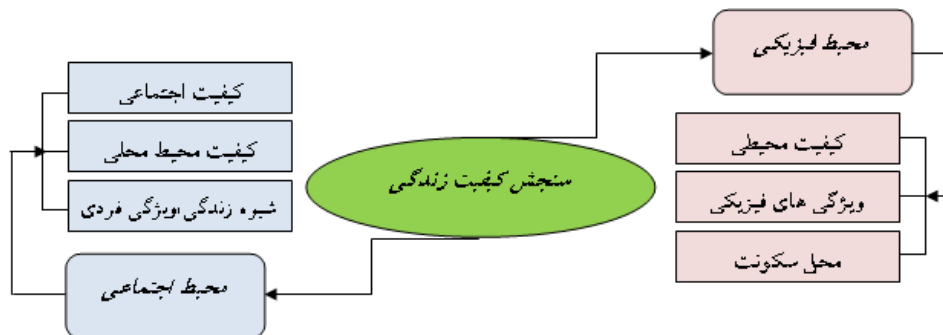 محیط فیزیکی
کیفیت محیطی
ویژگی های فیزیکی
محل سکونت
سنجش کیفیت زندگی
کیفیت اجتماعی
کیفیت محیط محلی
شیوه زندگی،ویژگی فردی
محیط اجتماعی